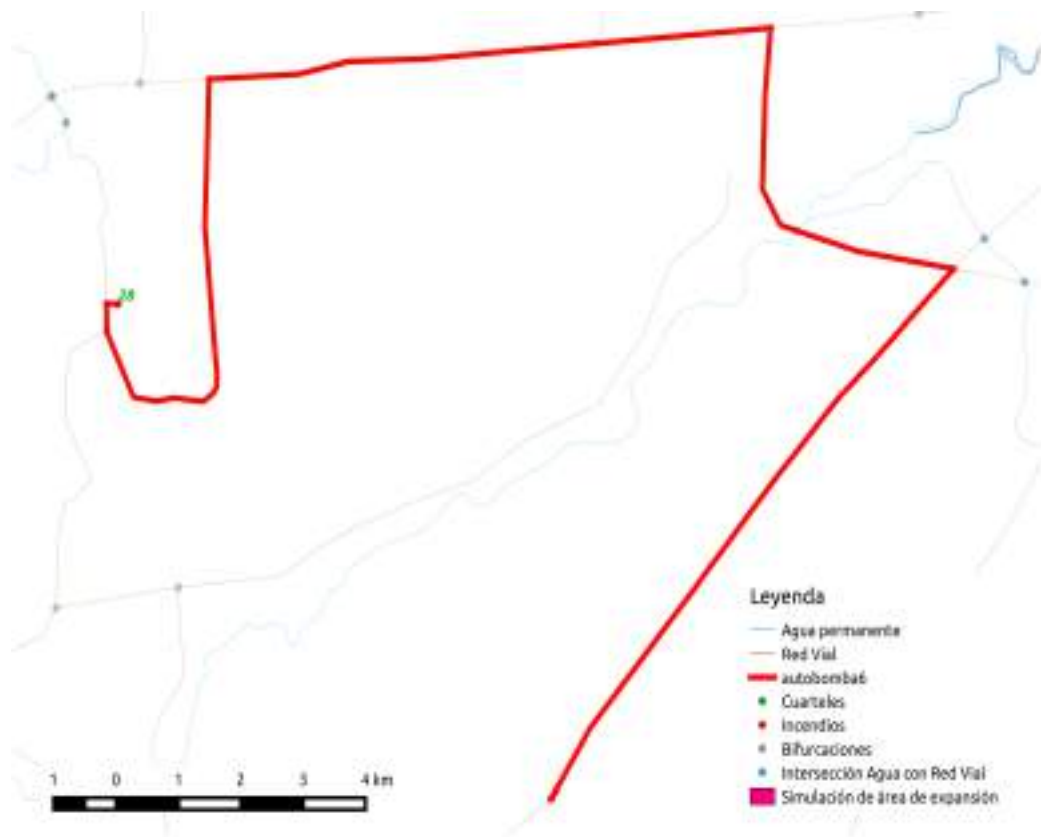 28
Leyenda
Agua permanente
Red Vial
autobomba6
Cuarteles
Incendios
Bifurcaciones
Intersección Agua con Red Vial
Simulación de área de expansión
1 0 1 2 3 4 km